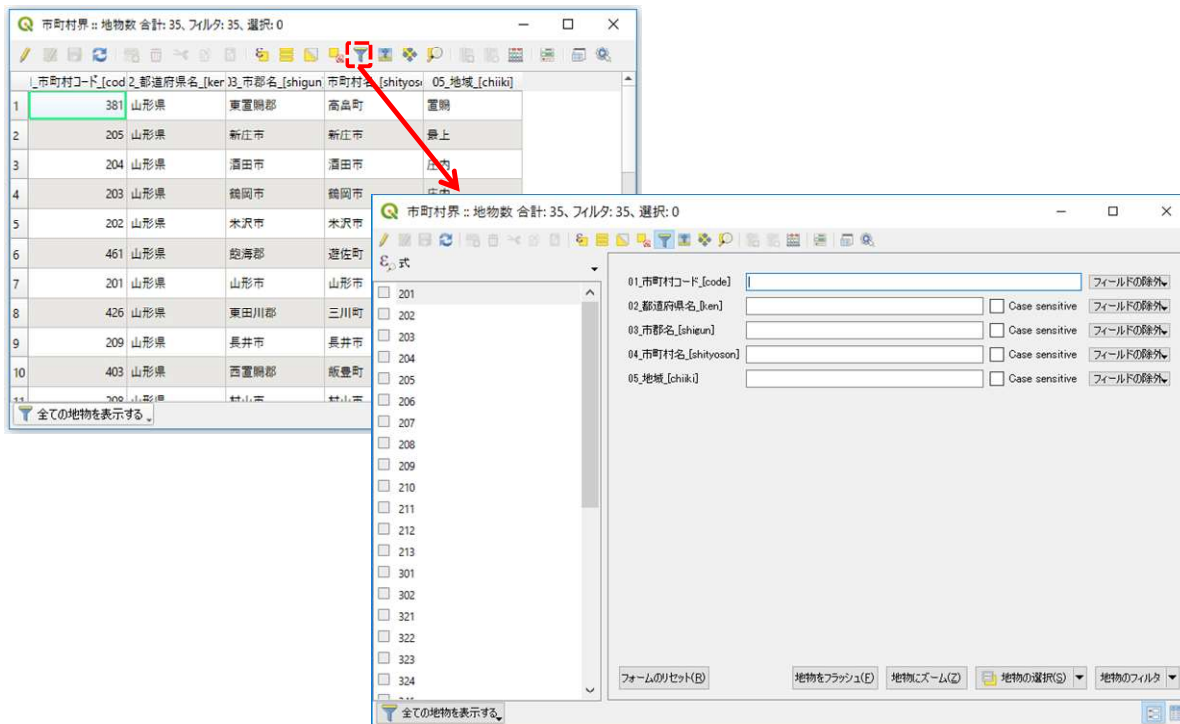 市町村界 :: 地物数 合計: 35、フィルタ: 35、選択: 0
_市町村コード_[cod 2_都道府県名_[ker 03_市郡名_[shigun 市町村名_[shityos 05_地域_[chiiki]
1 381 山形県 東置賜郡 高畠町 置賜
2 205 山形県 新庄市 新庄市 最上
3 204 山形県 酒田市 酒田市 庄内
4 203 山形県 鶴岡市 鶴岡市 庄内
5 202 山形県 米沢市 米沢市
6 461 山形県 飽海郡 遊佐町
7 201 山形県 山形市 山形市
8 426 山形県 東田川郡 三川町
9 209 山形県 長井市 長井市
10 403 山形県 西置賜郡 飯豊町
11 208 山形県 村山市 村山市
全ての地物を表示する
市町村界 :: 地物数 合計: 35、フィルタ: 35、選択: 0
式
201
202
203
204
205
206
207
208
209
210
211
212
213
301
302
321
322
323
324
全ての地物を表示する
01_市町村コード_[code] フィールドの除外
02_都道府県名_[ken] Case sensitive フィールドの除外
03_市郡名_[shigun] Case sensitive フィールドの除外
04_市町村名_[shityoson] Case sensitive フィールドの除外
05_地域_[chiiki] Case sensitive フィールドの除外
フォームのリセット(R) 地物をフラッシュ(F) 地物にズーム(Z) 地物の選択(S) 地物のフィルタ